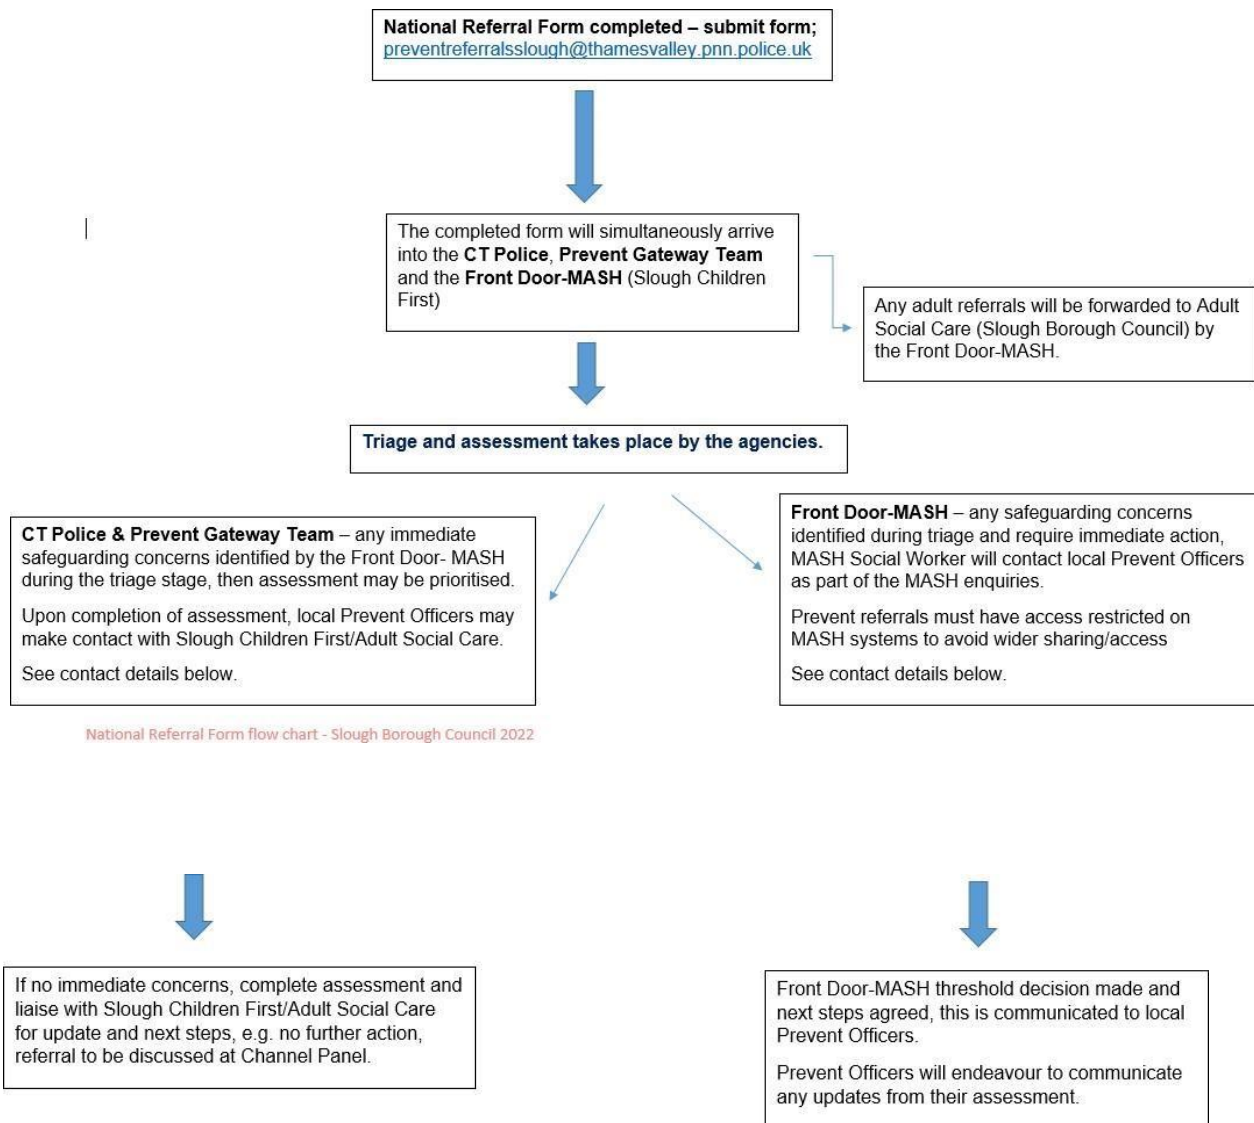 National Referral Form completed – submit form;
preventreferralsslough@thamesvalley.pnn.police.uk
The completed form will simultaneously arrive
into the CT Police, Prevent Gateway Team
and the Front Door-MASH (Slough Children
First)
Any adult referrals will be forwarded to Adult
Social Care (Slough Borough Council) by
the Front Door-MASH.
Triage and assessment takes place by the agencies.
CT Police & Prevent Gateway Team – any immediate
safeguarding concerns identified by the Front Door- MASH
during the triage stage, then assessment may be prioritised.
Upon completion of assessment, local Prevent Officers may
make contact with Slough Children First/Adult Social Care.
See contact details below.
Front Door-MASH – any safeguarding concerns
identified during triage and require immediate action,
MASH Social Worker will contact local Prevent Officers
as part of the MASH enquiries.
Prevent referrals must have access restricted on
MASH systems to avoid wider sharing/access
See contact details below.
National Referral Form flow chart - Slough Borough Council 2022
If no immediate concerns, complete assessment and
liaise with Slough Children First/Adult Social Care
for update and next steps, e.g. no further action,
referral to be discussed at Channel Panel.
Front Door-MASH threshold decision made and
next steps agreed, this is communicated to local
Prevent Officers.
Prevent Officers will endeavour to communicate
any updates from their assessment.